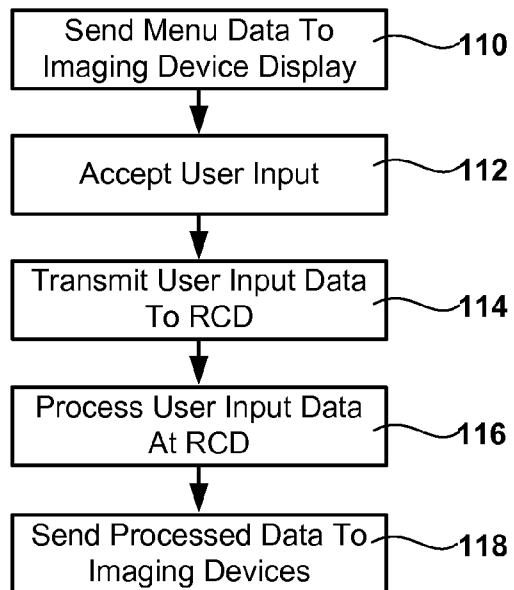 Send Menu Data To
Imaging Device Display
110
Accept User Input
112
Transmit User Input Data
To RCD
114
Process User Input Data
At RCD
116
Send Processed Data To
Imaging Devices
118